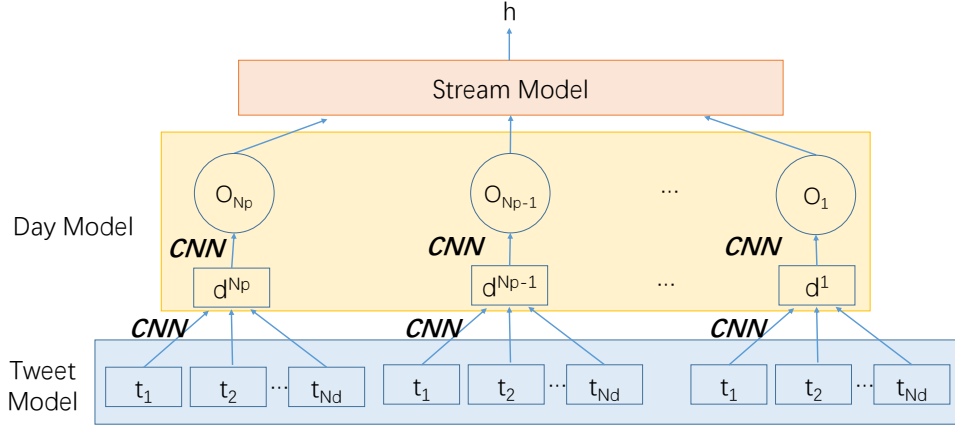 h
Stream Model
O_Np O_Np-1 ... O_1
Day Model
CNN CNN CNN
d^Np d^Np-1 ... d^1
CNN CNN CNN
Tweet
Model
t_1 t_2 ... t_Nd t_1 t_2 ... t_Nd t_1 t_2 ... t_Nd